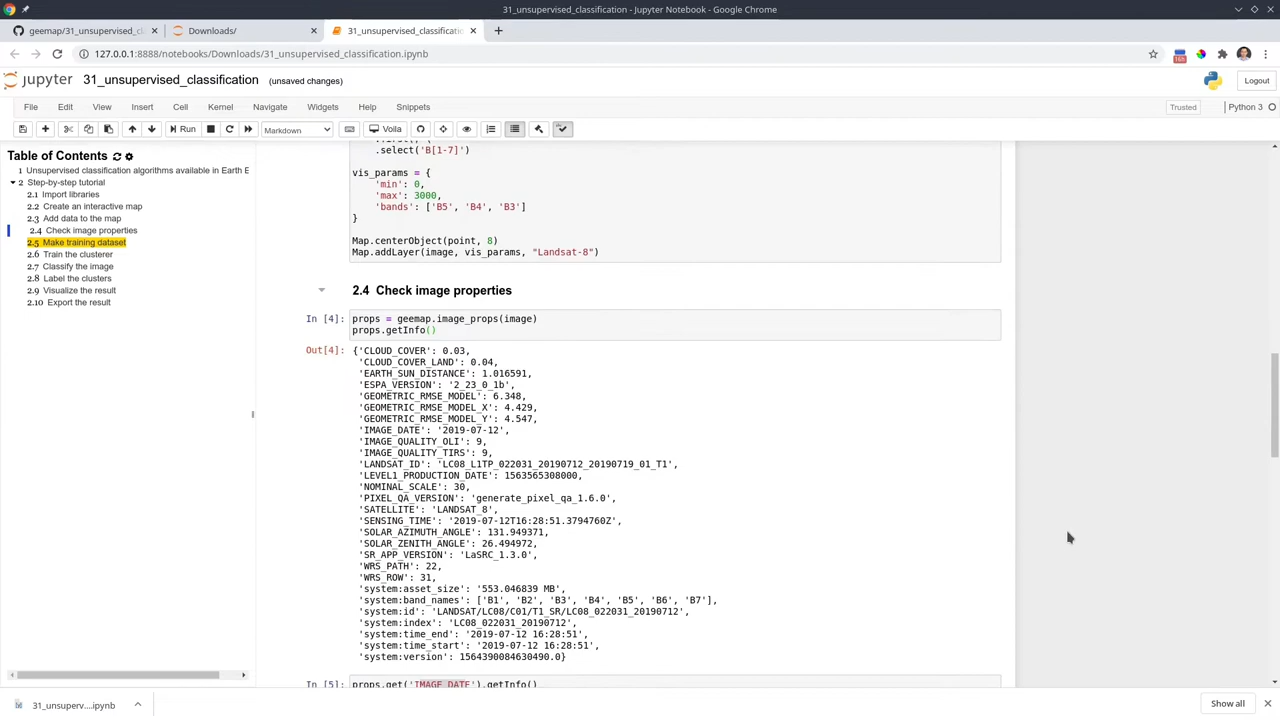 31_unsupervised_classification - Jupyter Notebook - Google Chrome
geemap/31_unsupervised_cl
Downloads/
31_unsupervised_classificatio
127.0.0.1:8888/notebooks/Downloads/31_unsupervised_classification.ipynb
165
jupyter 31_unsupervised_classification (unsaved changes)
Logout
File Edit View Insert Cell Kernel Navigate Widgets Help Snippets
Trusted Python 3
Run Markdown Voila
Table of Contents
1 Unsupervised classification algorithms available in Earth E
2 Step-by-step tutorial
2.1 Import libraries
2.2 Create an interactive map
2.3 Add data to the map
2.4 Check image properties
2.5 Make training dataset
2.6 Train the clusterer
2.7 Classify the image
2.8 Label the clusters
2.9 Visualize the result
2.10 Export the result
.select('B[1-7]')
vis_params = {
'min': 0,
'max': 3000,
'bands': ['B5', 'B4', 'B3']
}
Map.centerObject(point, 8)
Map.addLayer(image, vis_params, "Landsat-8")
2.4 Check image properties
In [4]: props = geemap.image_props(image)
props.getInfo()
Out[4]: {'CLOUD_COVER': 0.03,
'CLOUD_COVER_LAND': 0.04,
'EARTH_SUN_DISTANCE': 1.016591,
'ESPA_VERSION': '2_23_0_1b',
'GEOMETRIC_RMSE_MODEL': 6.348,
'GEOMETRIC_RMSE_MODEL_X': 4.429,
'GEOMETRIC_RMSE_MODEL_Y': 4.547,
'IMAGE_DATE': '2019-07-12',
'IMAGE_QUALITY_OLI': 9,
'IMAGE_QUALITY_TIRS': 9,
'LANDSAT_ID': 'LC08_L1TP_022031_20190712_20190719_01_T1',
'LEVEL1_PRODUCTION_DATE': 1563565308000,
'NOMINAL_SCALE': 30,
'PIXEL_QA_VERSION': 'generate_pixel_qa_1.6.0',
'SATELLITE': 'LANDSAT_8',
'SENSING_TIME': '2019-07-12T16:28:51.3794760Z',
'SOLAR_AZIMUTH_ANGLE': 131.949371,
'SOLAR_ZENITH_ANGLE': 26.494972,
'SR_APP_VERSION': 'LaSRC_1.3.0',
'WRS_PATH': 22,
'WRS_ROW': 31,
'system:asset_size': '553.046839 MB',
'system:band_names': ['B1', 'B2', 'B3', 'B4', 'B5', 'B6', 'B7'],
'system:id': 'LANDSAT/LC08/C01/T1_SR/LC08_022031_20190712',
'system:index': 'LC08_022031_20190712',
'system:time_end': '2019-07-12 16:28:51',
'system:time_start': '2019-07-12 16:28:51',
'system:version': 1564390084630490.0}
In [5]: props.get('IMAGE_DATE').getInfo()
31_unsuperv....ipynb
Show all